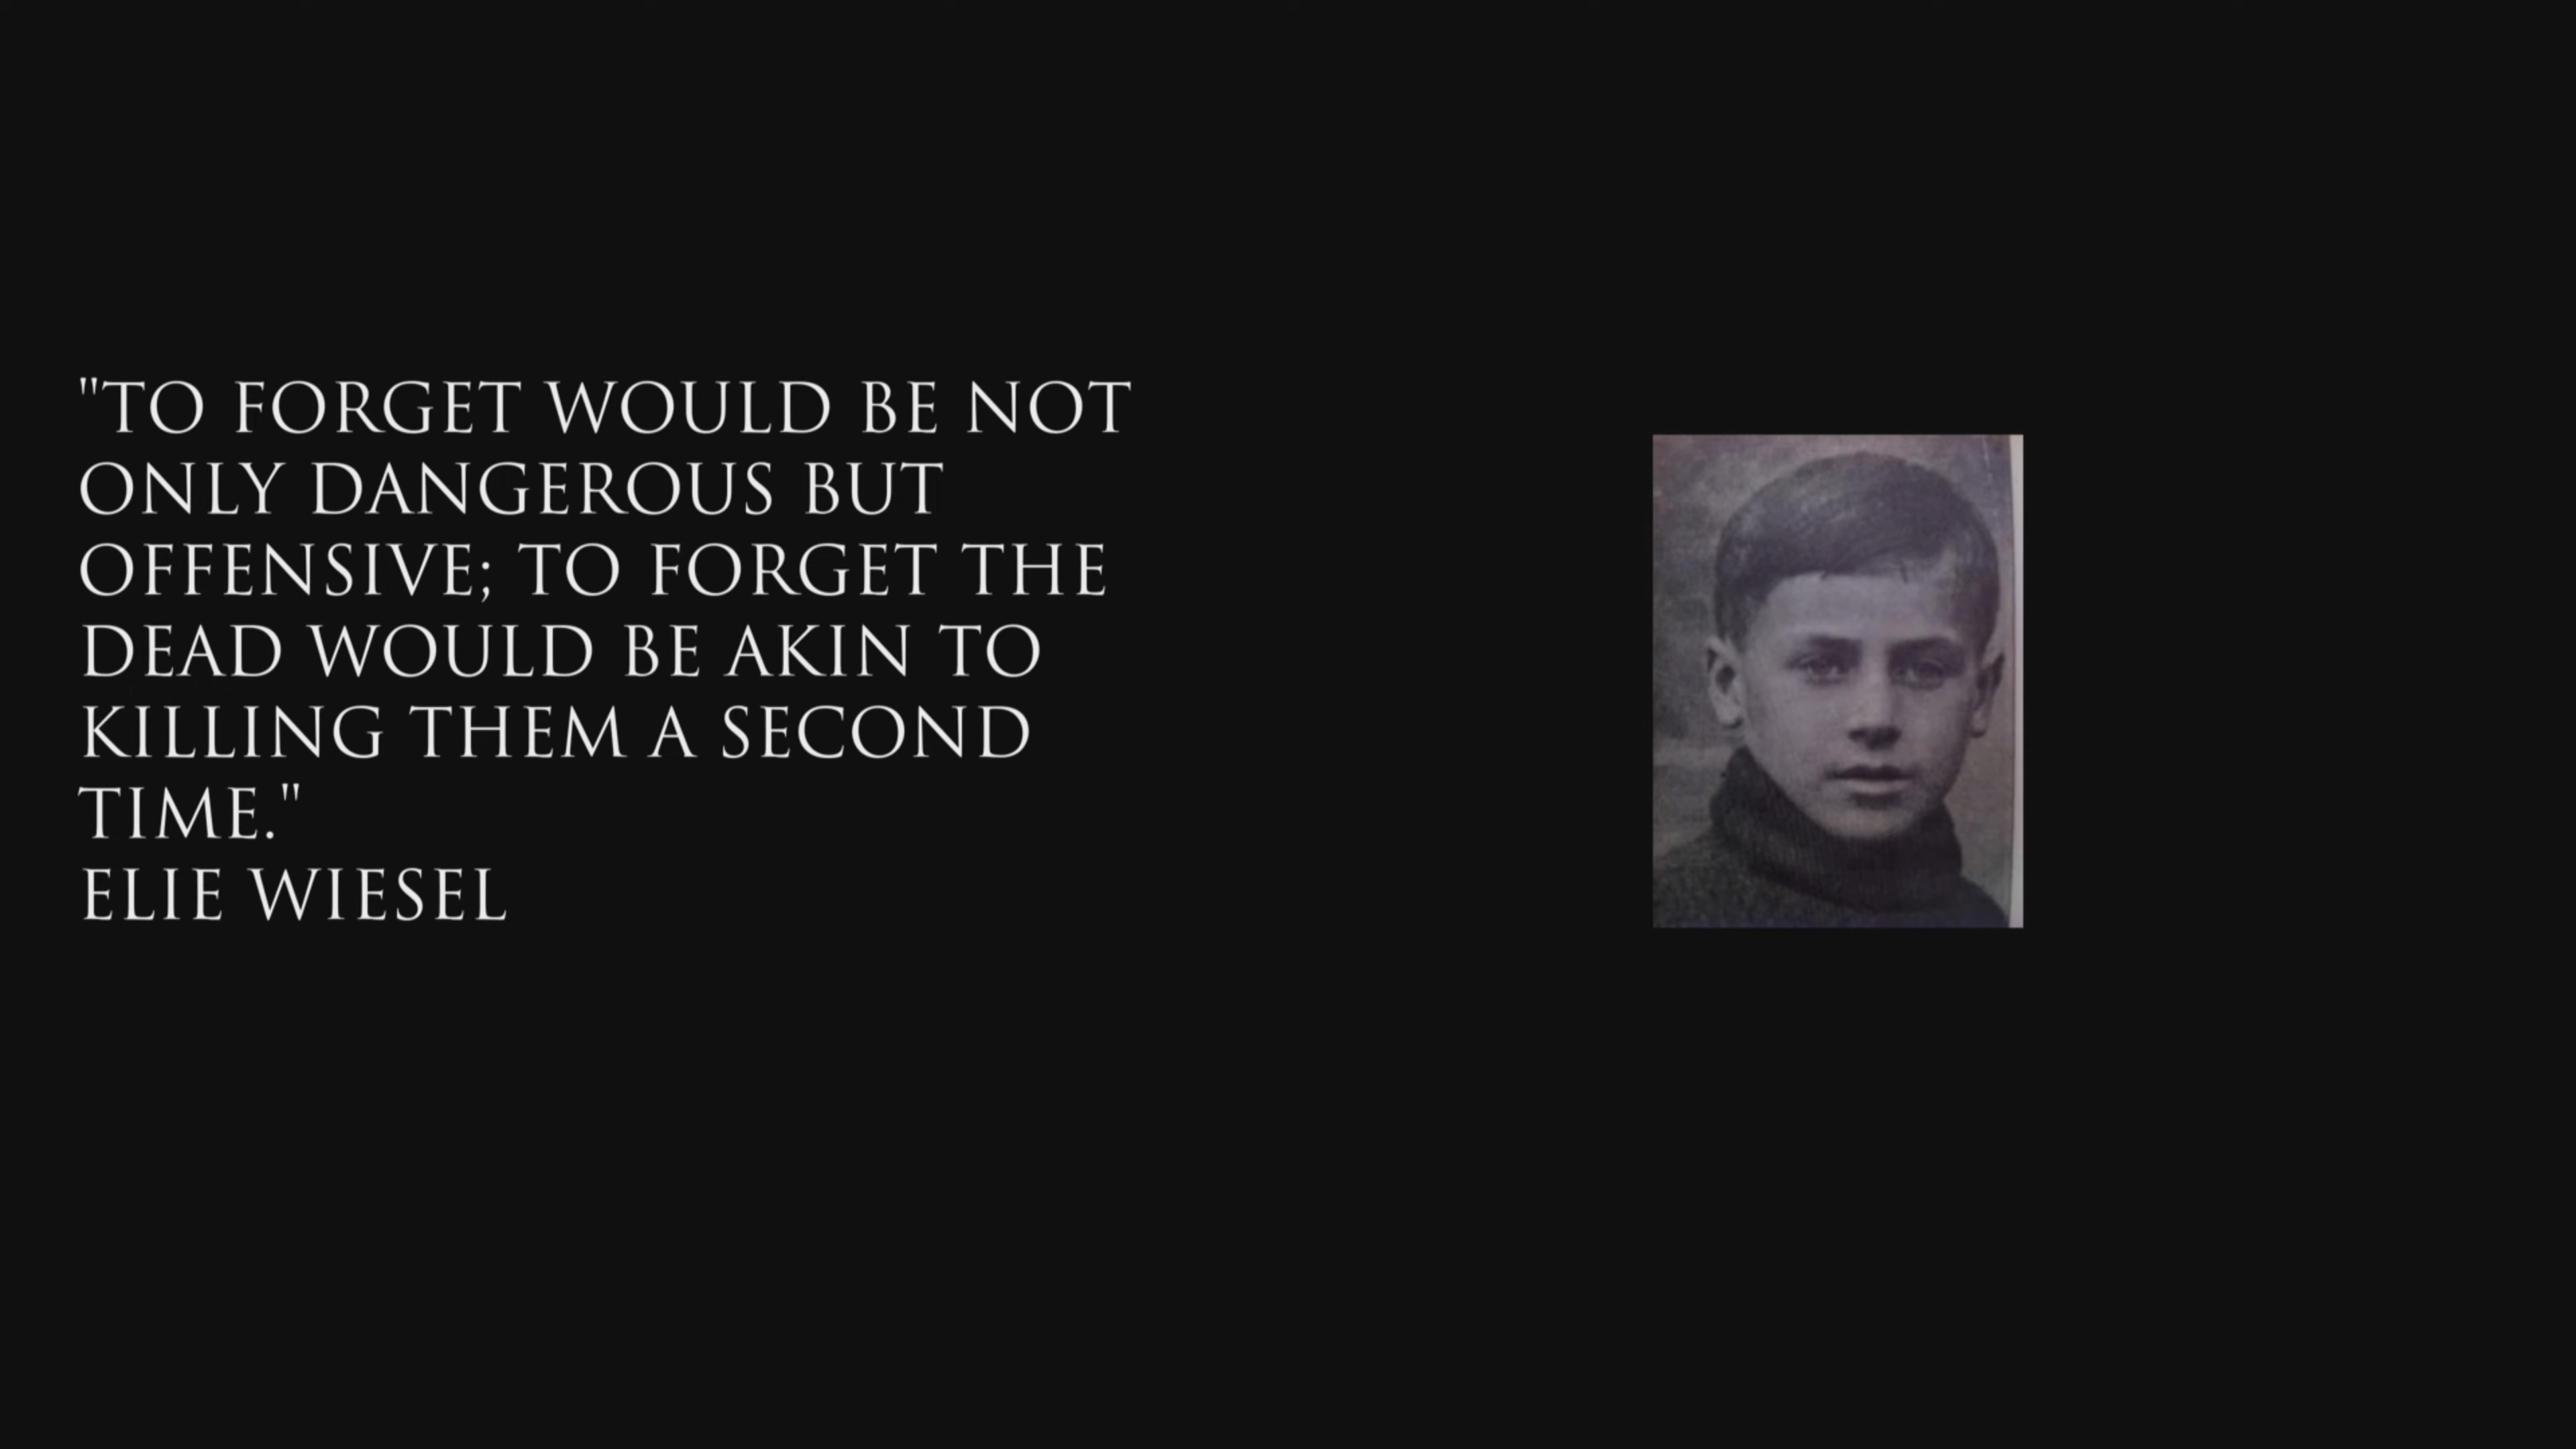 "TO FORGET WOULD BE NOT
ONLY DANGEROUS BUT
OFFENSIVE; TO FORGET THE
DEAD WOULD BE AKIN TO
KILLING THEM A SECOND
TIME."
ELIE WIESEL